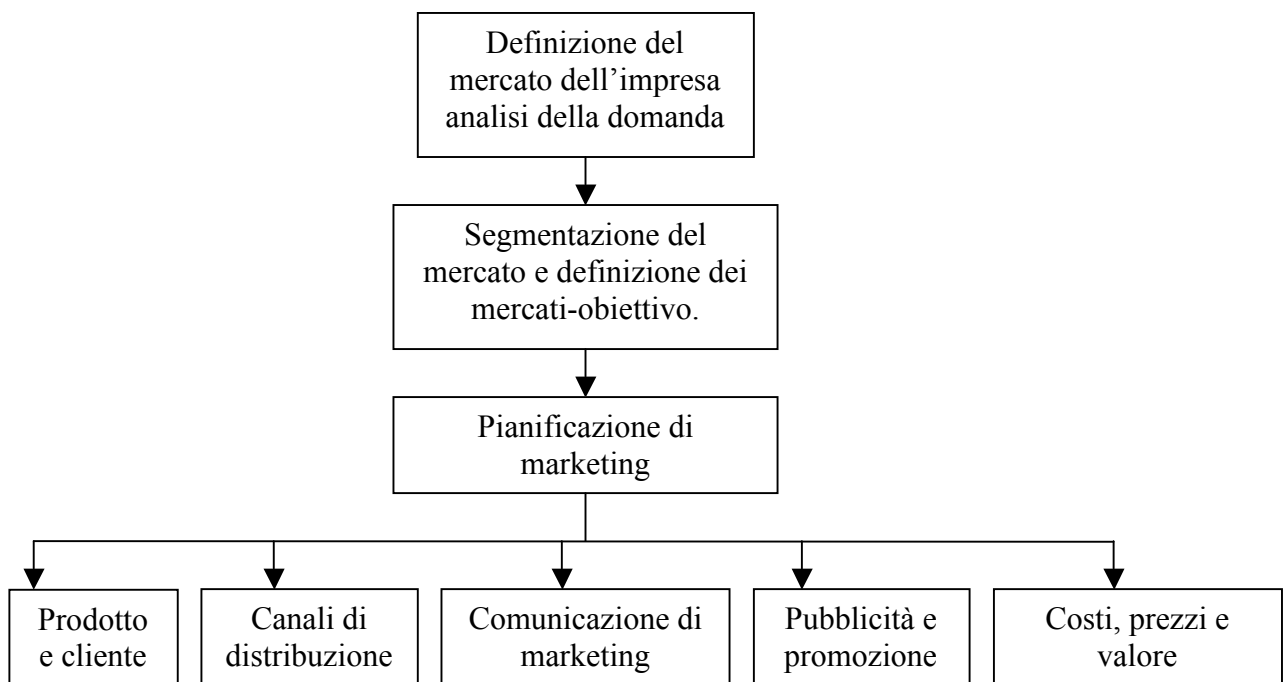 Definizione del
mercato dell’impresa
analisi della domanda
Segmentazione del
mercato e definizione dei
mercati-obiettivo.
Pianificazione di
marketing
Prodotto
e cliente
Canali di
distribuzione
Comunicazione di
marketing
Pubblicità e
promozione
Costi, prezzi e
valore